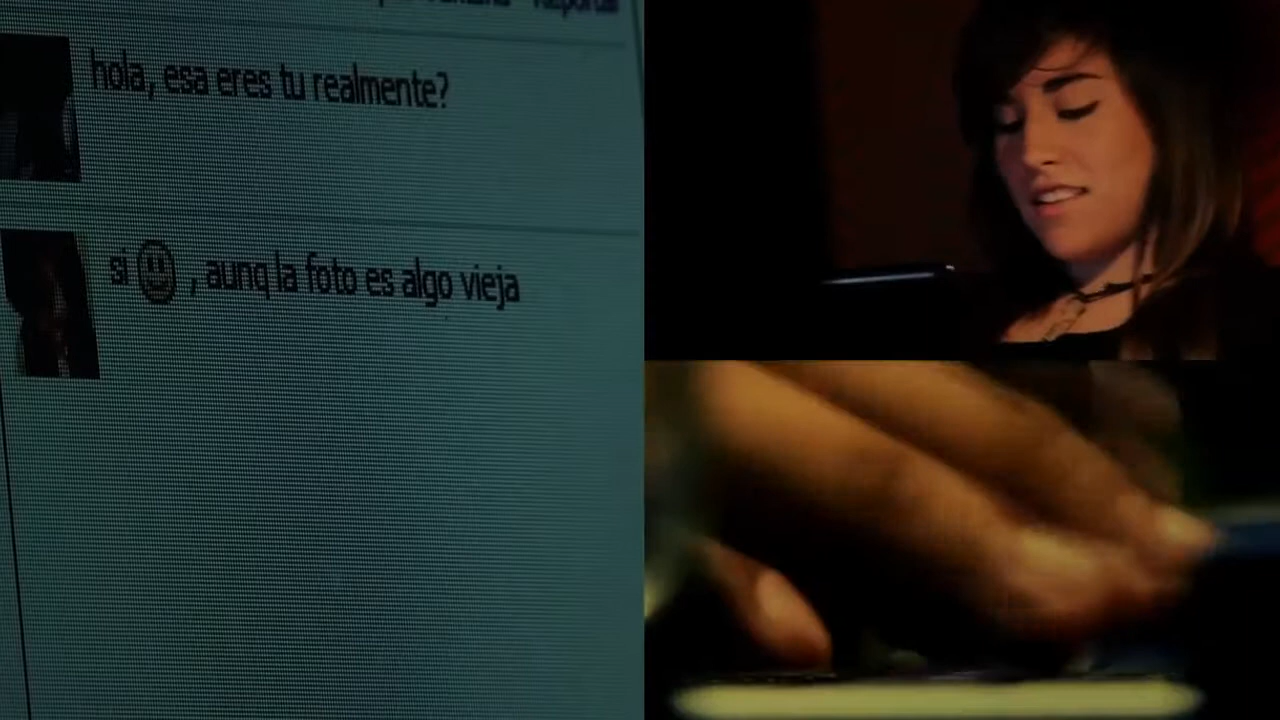 hola, esa eres tu realmente?
si , aunq la foto es algo vieja